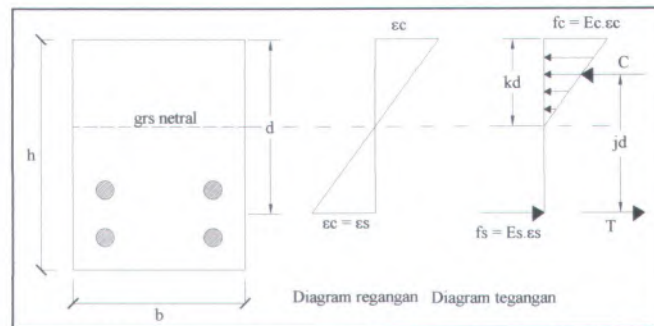 εc
fc = Ec.εc
C
kd
grs netral
d
h
jd
εc = εs
fs = Es.εs
T
Diagram regangan
Diagram tegangan
b